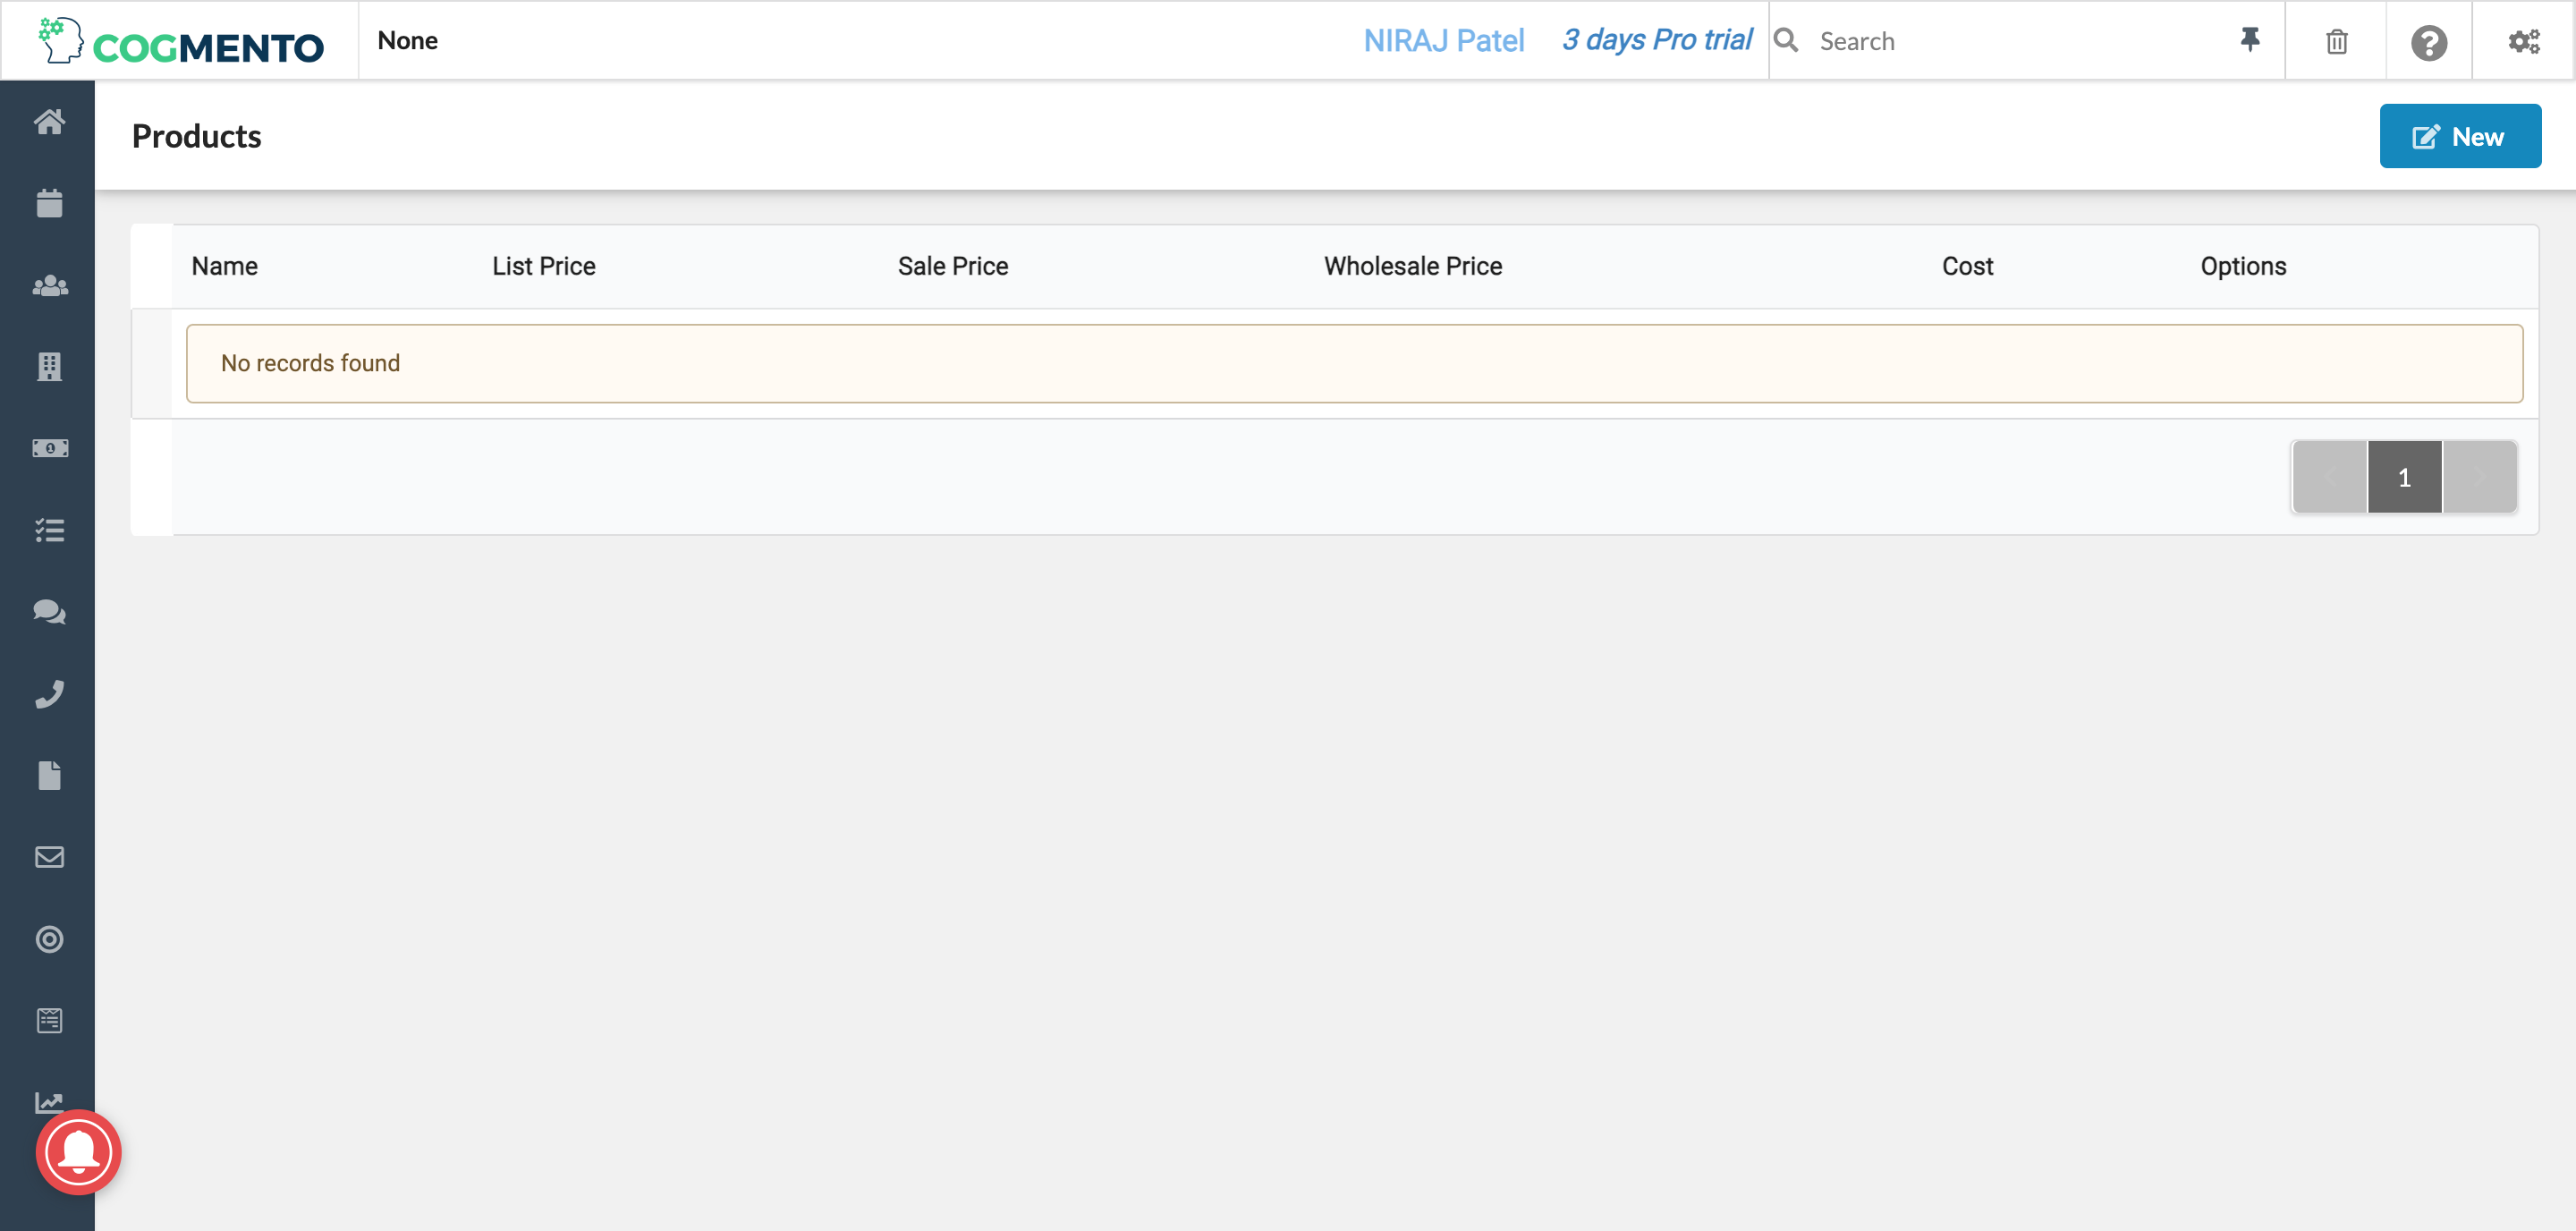 COGMENTO
None
NIRAJ Patel
3 days Pro trial
Search
Products
New
Name List Price Sale Price Wholesale Price Cost Options
No records found
1